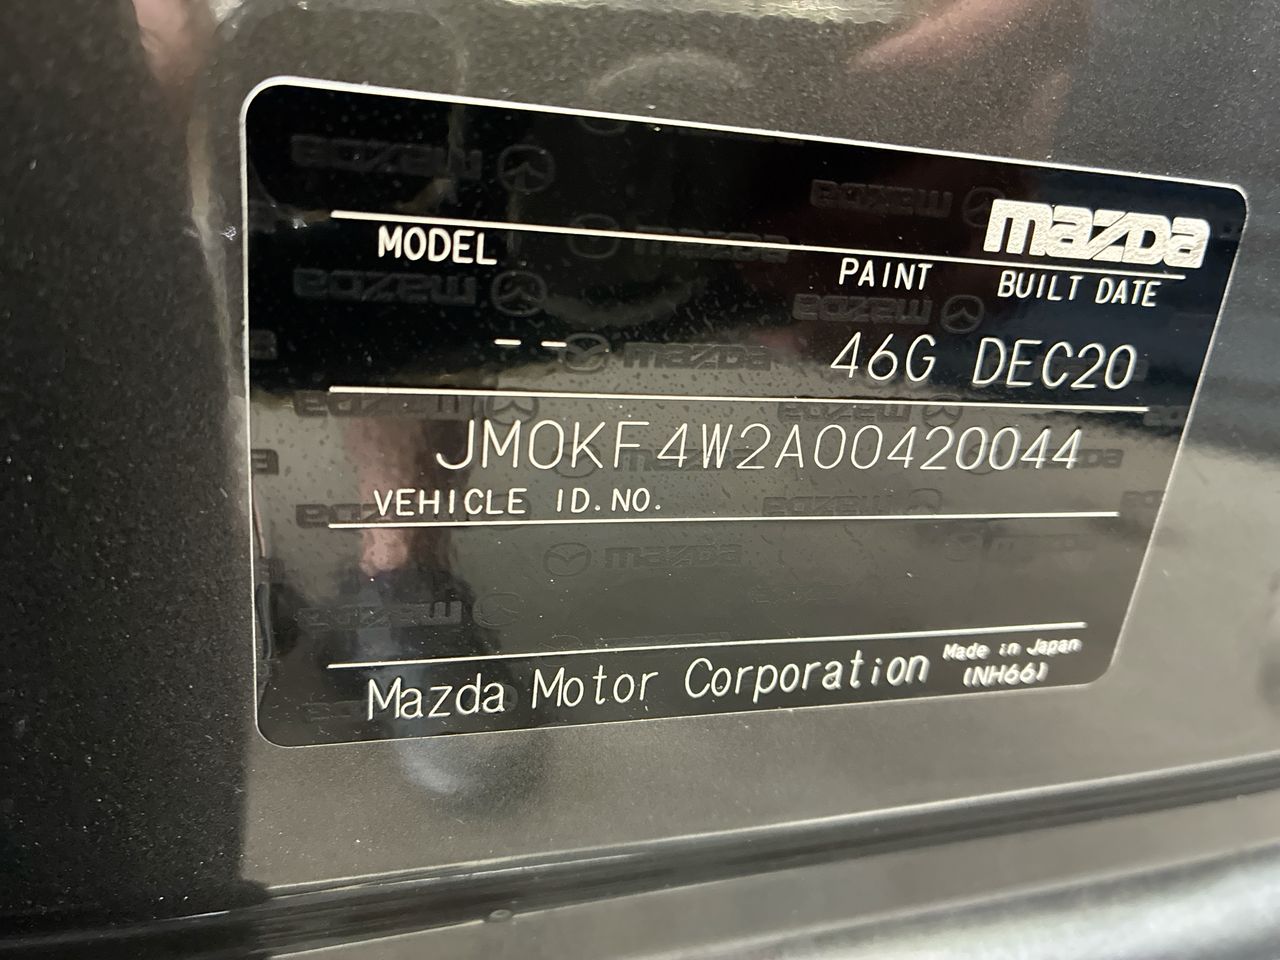 mazda
MODEL PAINT BUILT DATE
-- 46G DEC20
JM0KF4W2A00420044
VEHICLE ID.NO.
Mazda Motor Corporation Made in Japan
(NH66)